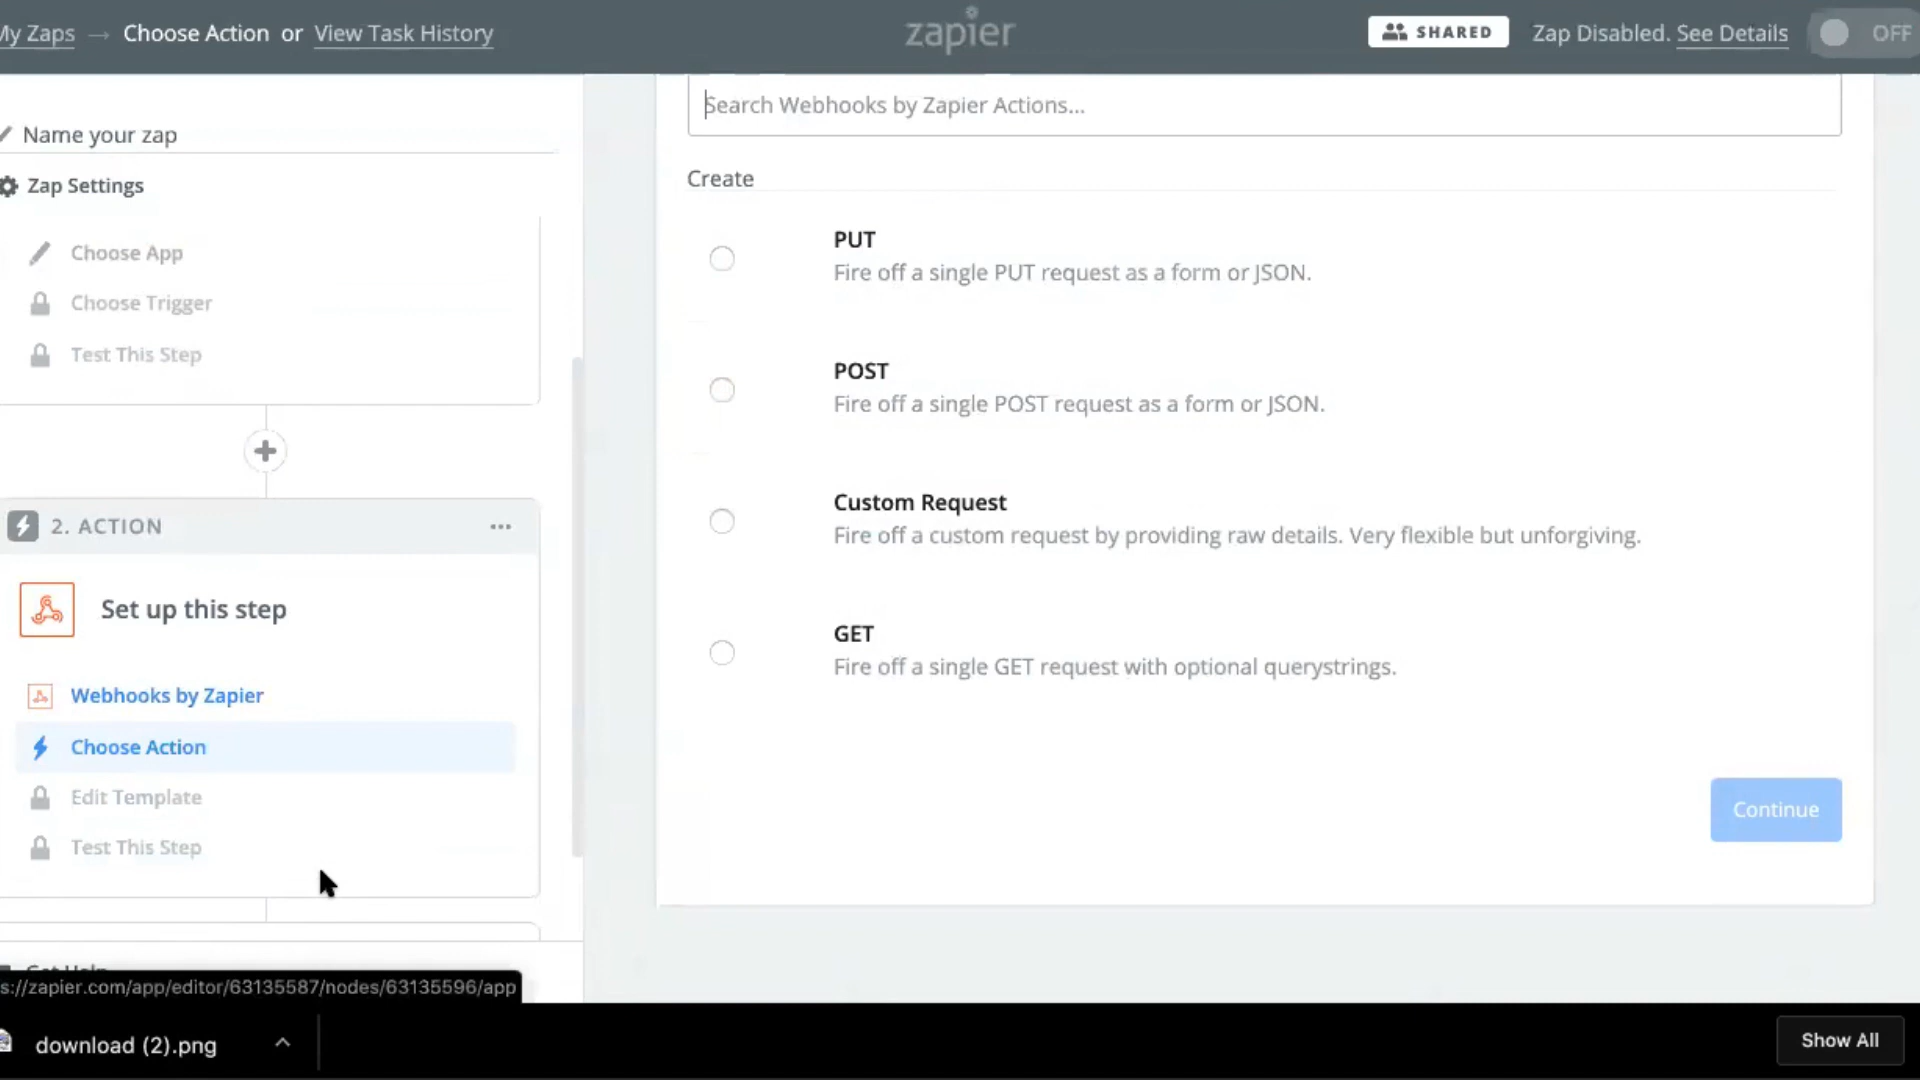 My Zaps → Choose Action or View Task History
zapier
SHARED
Zap Disabled. See Details
OFF
Name your zap
Zap Settings
Choose App
Choose Trigger
Test This Step
2. ACTION
Set up this step
Webhooks by Zapier
Choose Action
Edit Template
Test This Step
Get Help
s://zapier.com/app/editor/63135587/nodes/63135596/app
Search Webhooks by Zapier Actions...
Create
PUT
Fire off a single PUT request as a form or JSON.
POST
Fire off a single POST request as a form or JSON.
Custom Request
Fire off a custom request by providing raw details. Very flexible but unforgiving.
GET
Fire off a single GET request with optional querystrings.
Continue
download (2).png
Show All